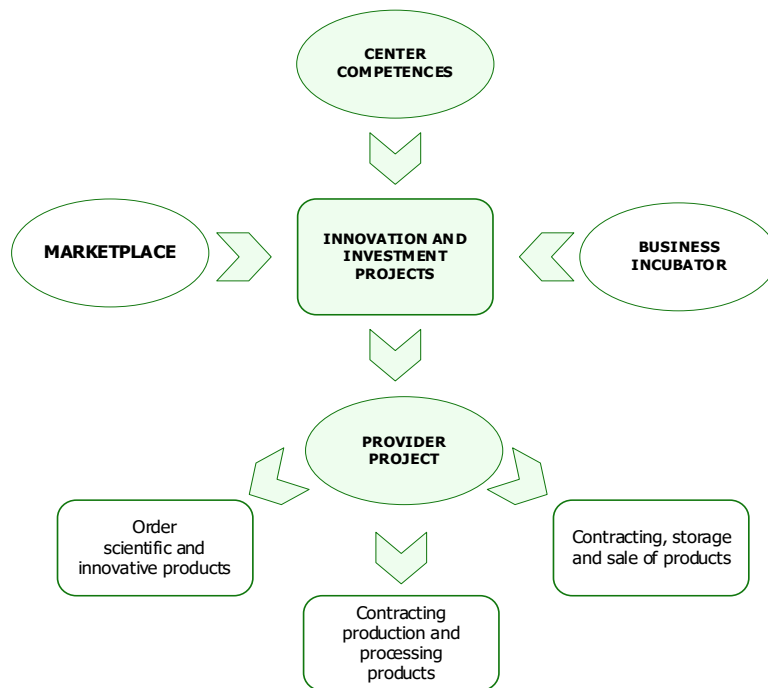 CENTER
COMPETENCES
MARKETPLACE
INNOVATION AND
INVESTMENT
PROJECTS
BUSINESS
INCUBATOR
PROVIDER
PROJECT
Order
scientific and
innovative products
Contracting, storage
and sale of products
Contracting
production and
processing
products